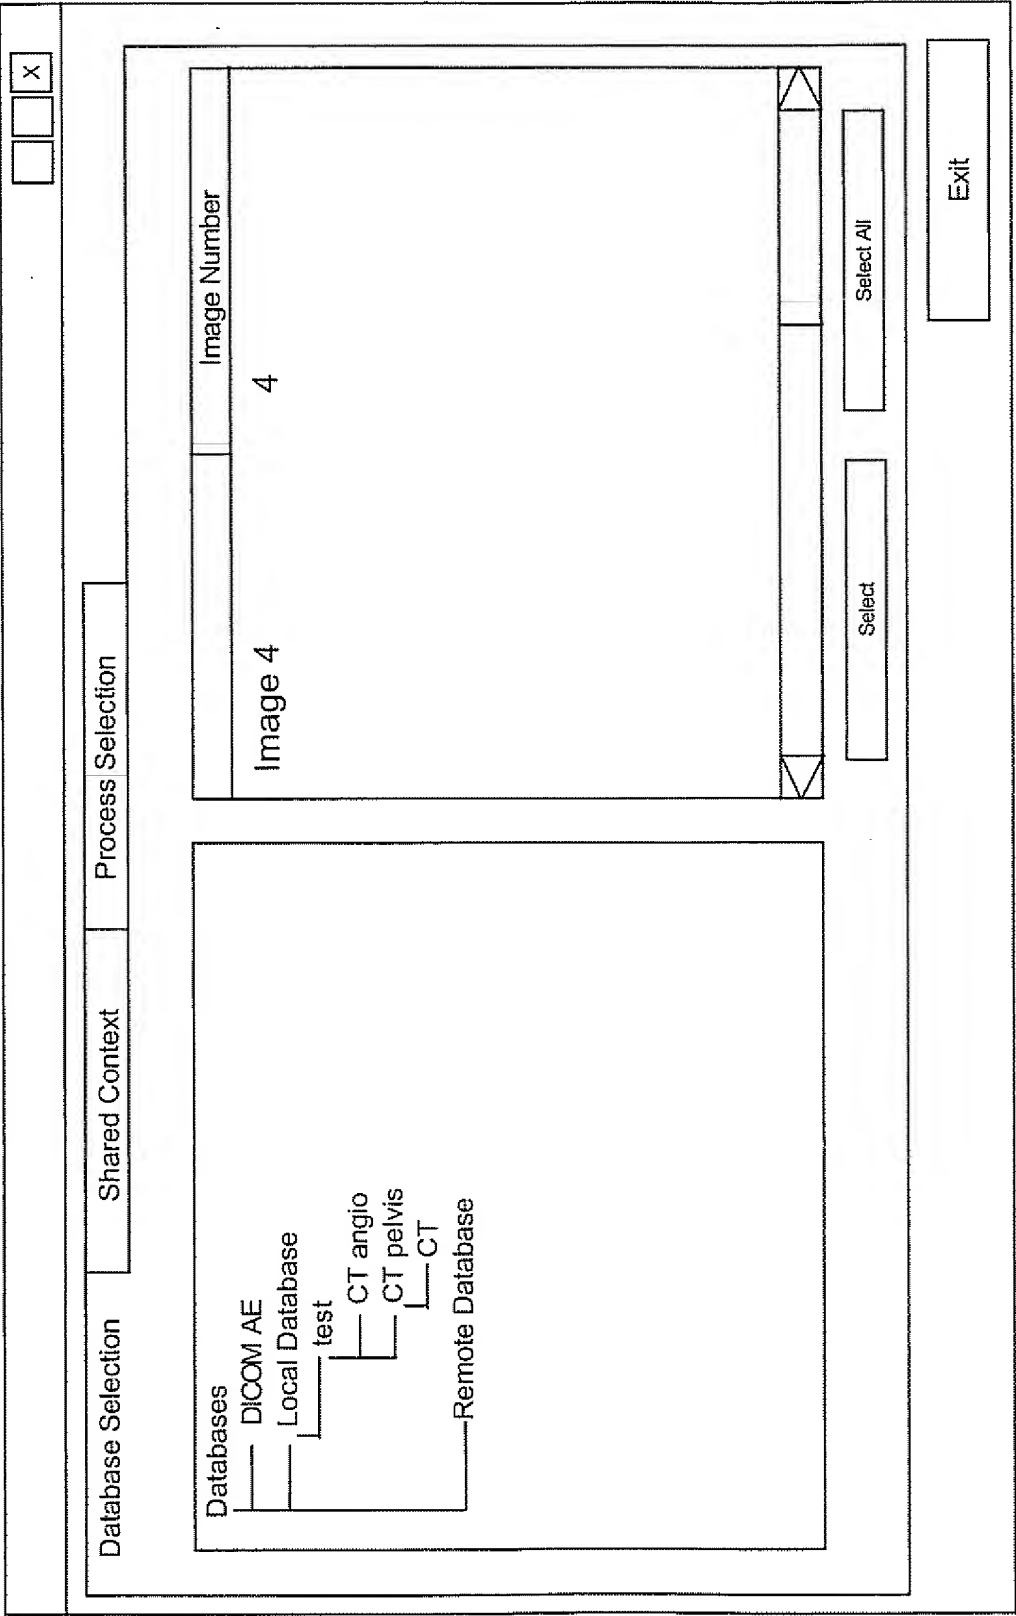 X
Database Selection
Shared Context
Process Selection
Databases
DICOM AE
Local Database
test
CT angio
CT pelvis
CT
Remote Database
Image Number
Image 4
4
Select
Select All
Exit